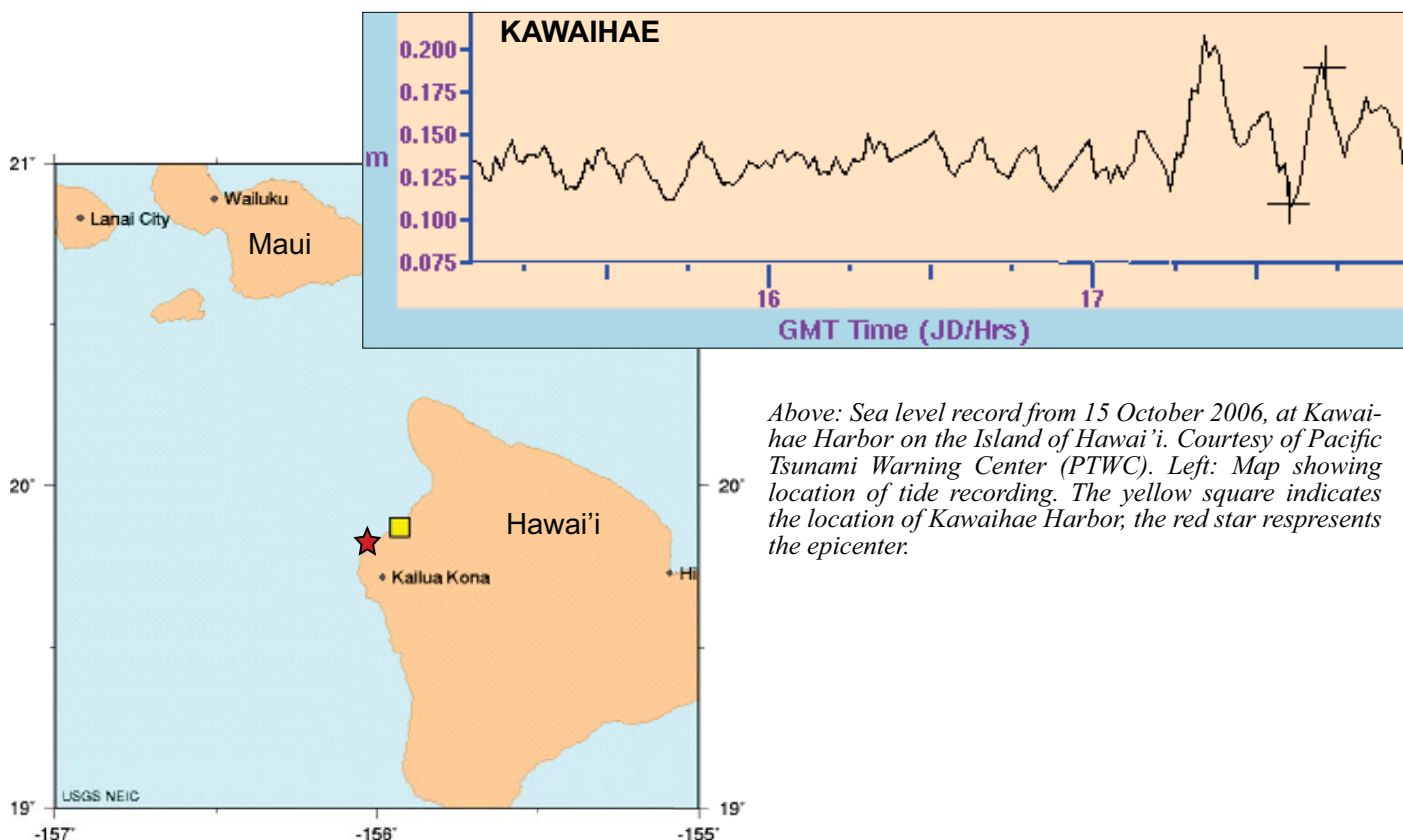 KAWAIHAE
0.200
0.175
0.150
m
0.125
0.100
0.075
16
17
GMT Time (JD/Hrs)
21°
Wailuku
Lanai City
Maui
20°
20°
Hawai’i
Kailua Kona
Hi
USGS NEIC
19°
19°
-157°
-156°
-155°
Above: Sea level record from 15 October 2006, at Kawai-
hae Harbor on the Island of Hawai’i. Courtesy of Pacific
Tsunami Warning Center (PTWC). Left: Map showing
location of tide recording. The yellow square indicates
the location of Kawaihae Harbor, the red star respresents
the epicenter.